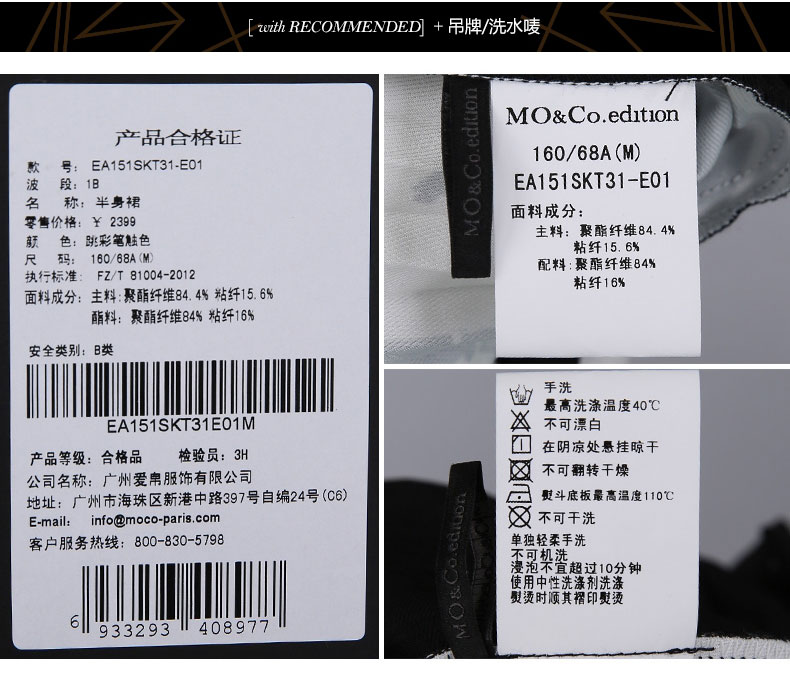 [ with RECOMMENDED] + 吊牌/洗水唛
产品合格证
款 号: EA151SKT31-E01
波 段: 1B
名 称: 半身裙
零售价格: ￥ 2399
颜 色: 跳彩笔触色
尺 码: 160/68A(M)
执行标准: FZ/T 81004-2012
面料成分: 主料: 聚酯纤维84.4% 粘纤15.6%
酯料: 聚酯纤维84% 粘纤16%
安全类别: B类
EA151SKT31E01M
产品等级: 合格品 检验员: 3H
公司名称: 广州爱帛服饰有限公司
地址: 广州市海珠区新港中路397号自编24号(C6)
E-mail: info@moco-paris.com
客户服务热线: 800-830-5798
6 933293 408977
MO&Co.edition
MO&Co.edition
160/68A(M)
EA151SKT31-E01
面料成分:
主料: 聚酯纤维84.4%
粘纤15.6%
配料: 聚酯纤维84%
粘纤16%
MO&Co.edition
手洗
最高洗涤温度40℃
不可漂白
在阴凉处悬挂晾干
不可翻转干燥
熨斗底板最高温度110℃
不可干洗
单独轻柔手洗
不可机洗
浸泡不宜超过10分钟
使用中性洗涤剂洗涤
熨烫时顺其褶印熨烫